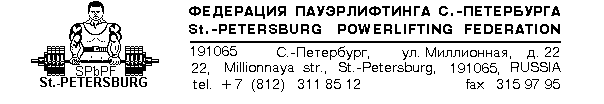 SPbPF
St.-PETERSBURG
ФЕДЕРАЦИЯ ПАУЭРЛИФТИНГА С.-ПЕТЕРБУРГА
St.-PETERSBURG POWERLIFTING FEDERATION
191065 С.-Петербург, ул. Миллионная, д. 22
22, Millionnaya str., St.-Petersburg, 191065, RUSSIA
tel. +7 (812) 311 85 12 fax 315 97 95